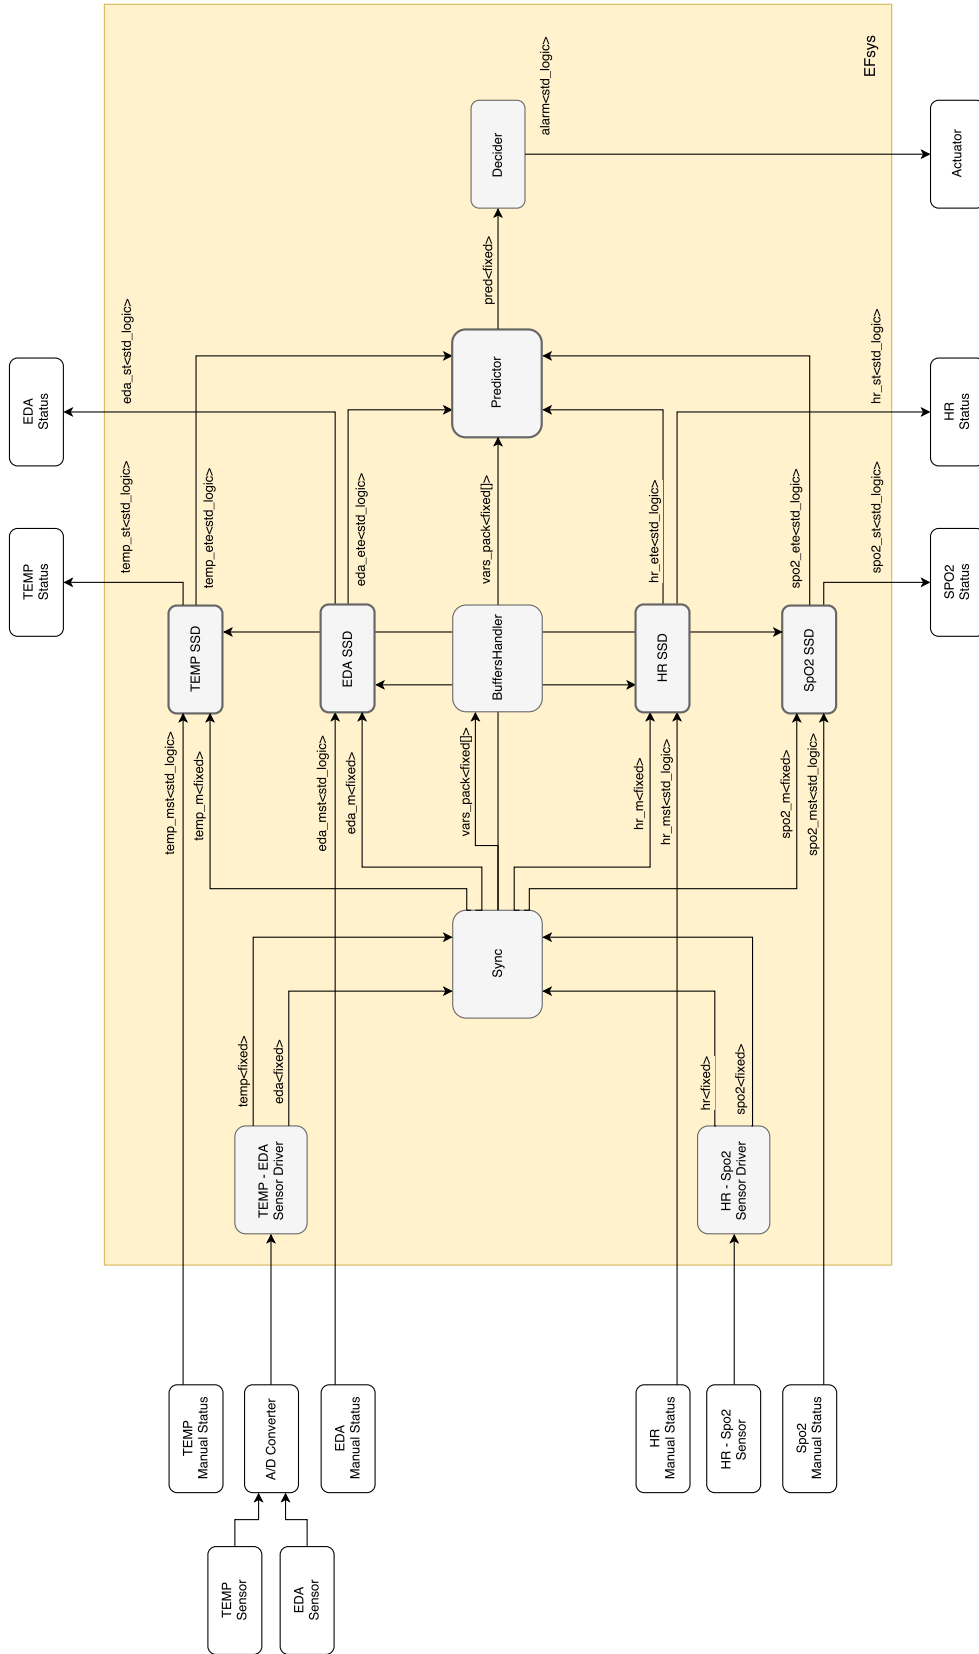 EFsys
TEMP
Sensor
EDA
Sensor
TEMP
Manual Status
A/D Converter
EDA
Manual Status
HR
Manual Status
HR - Spo2
Sensor
Spo2
Manual Status
TEMP - EDA
Sensor Driver
HR - Spo2
Sensor Driver
temp<fixed>
eda<fixed>
hr<fixed>
spo2<fixed>
Sync
temp_mst<std_logic>
temp_m<fixed>
eda_mst<std_logic>
eda_m<fixed>
vars_pack<fixed[]>
hr_m<fixed>
hr_mst<std_logic>
spo2_m<fixed>
spo2_mst<std_logic>
TEMP SSD
EDA SSD
BuffersHandler
HR SSD
SpO2 SSD
TEMP
Status
temp_st<std_logic>
temp_ete<std_logic>
eda_ete<std_logic>
vars_pack<fixed[]>
hr_ete<std_logic>
spo2_ete<std_logic>
spo2_st<std_logic>
SPO2
Status
EDA
Status
eda_st<std_logic>
Predictor
hr_st<std_logic>
HR
Status
pred<fixed>
Decider
alarm<std_logic>
Actuator